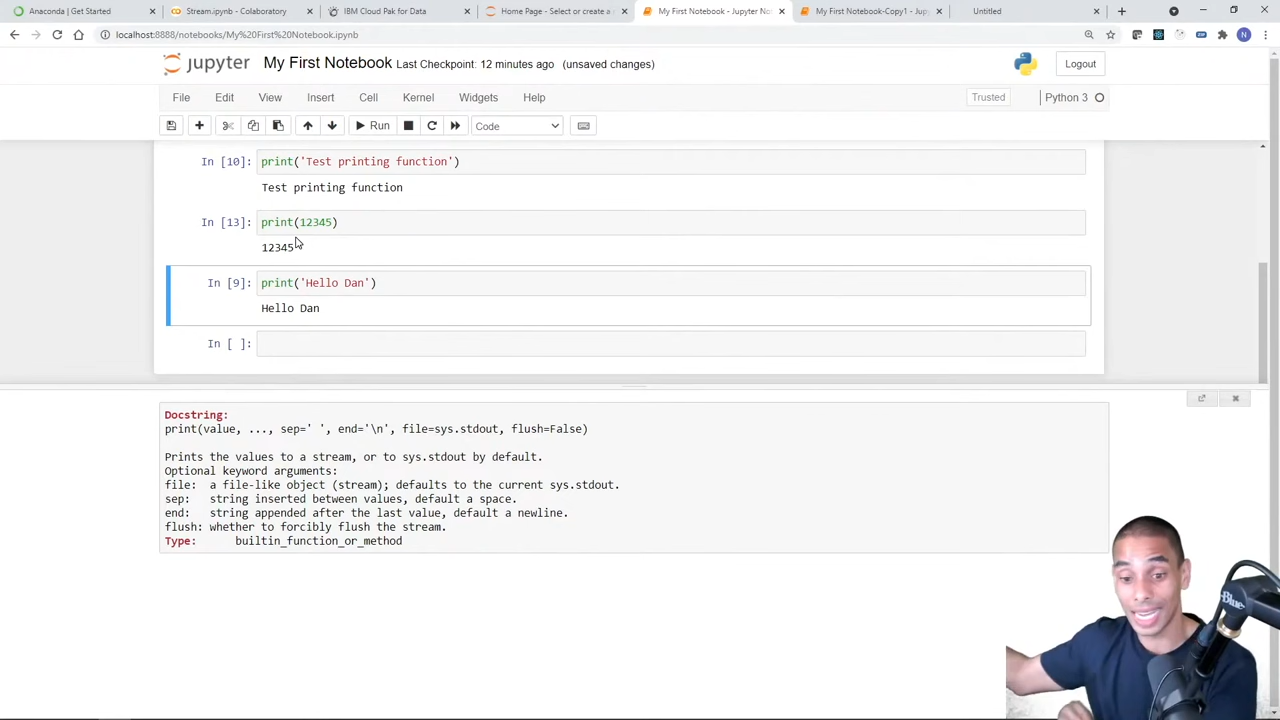 Anaconda | Get Started
Stream.ipynb - Colaboratory
IBM Cloud Pak for Data
Home Page - Select or create a
My First Notebook - Jupyter No
My First Notebook-Copy1 - Jupy
Untitled
localhost:8888/notebooks/My%20First%20Notebook.ipynb
N
jupyter My First Notebook Last Checkpoint: 12 minutes ago (unsaved changes)
Logout
File Edit View Insert Cell Kernel Widgets Help
Trusted
Python 3
Run
Code
In [10]: print('Test printing function')
Test printing function
In [13]: print(12345)
12345
In [9]: print('Hello Dan')
Hello Dan
In [ ]:
Docstring:
print(value, ..., sep=' ', end='\n', file=sys.stdout, flush=False)
Prints the values to a stream, or to sys.stdout by default.
Optional keyword arguments:
file:  a file-like object (stream); defaults to the current sys.stdout.
sep:   string inserted between values, default a space.
end:   string appended after the last value, default a newline.
flush: whether to forcibly flush the stream.
Type:      builtin_function_or_method
Blue